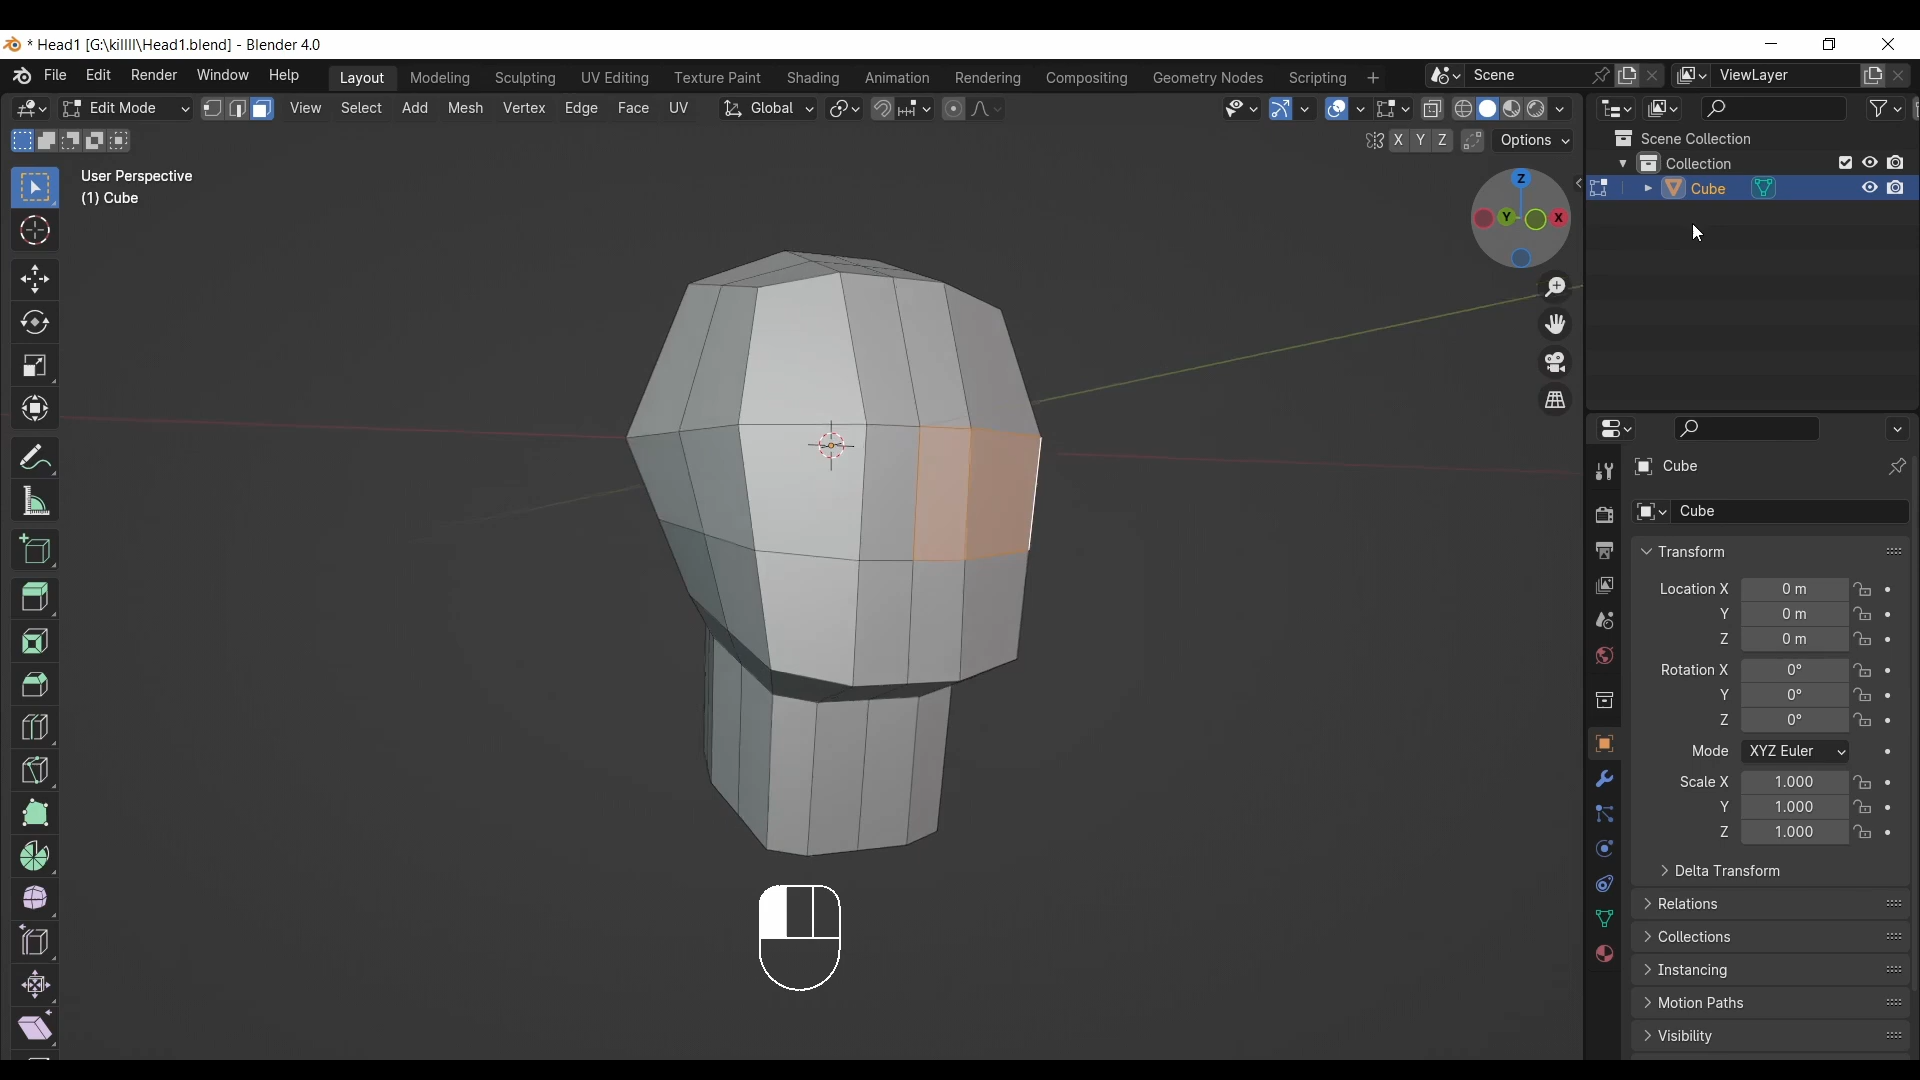 * Head1 [G:\killll\Head1.blend] - Blender 4.0
File Edit Render Window Help Layout Modeling Sculpting UV Editing Texture Paint Shading Animation Rendering Compositing Geometry Nodes Scripting + Scene ViewLayer
Edit Mode View Select Add Mesh Vertex Edge Face UV Global
X Y Z Options
User Perspective
(1) Cube
Z
Y
X
Scene Collection
Collection
Cube
Cube
Cube
Transform
Location X 0 m
Y 0 m
Z 0 m
Rotation X 0°
Y 0°
Z 0°
Mode XYZ Euler
Scale X 1.000
Y 1.000
Z 1.000
Delta Transform
Relations
Collections
Instancing
Motion Paths
Visibility